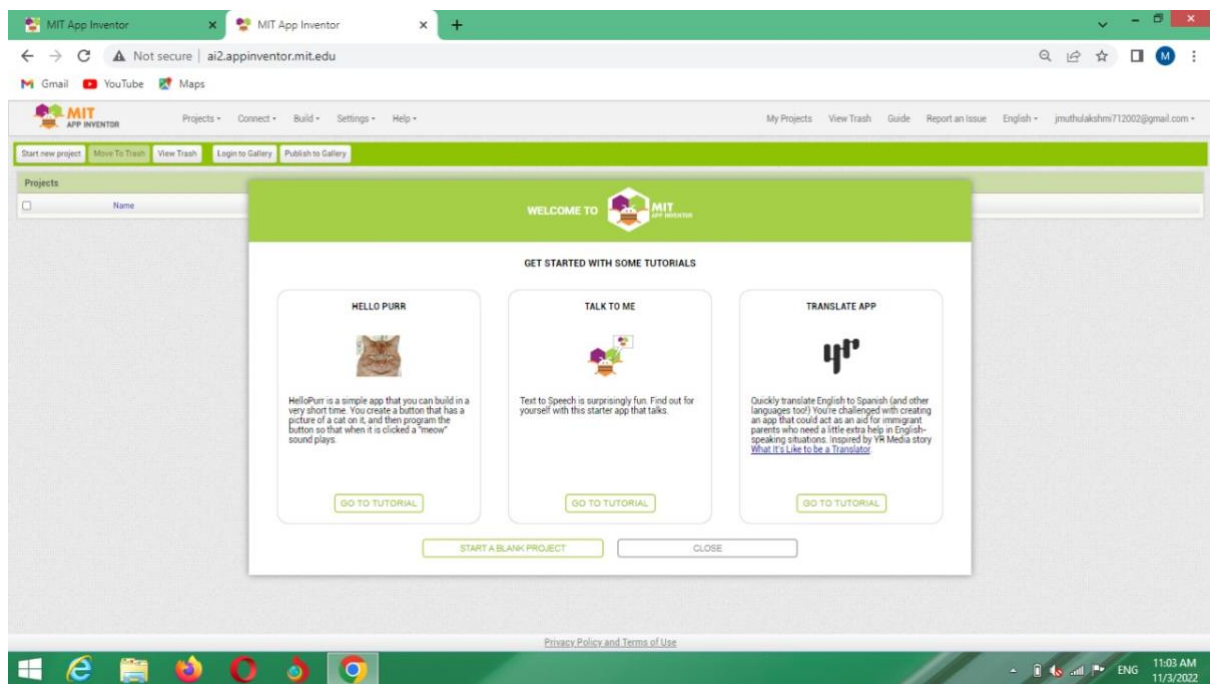 MIT App Inventor
MIT App Inventor
Not secure | ai2.appinventor.mit.edu
M
Gmail YouTube Maps
MIT
APP INVENTOR
Projects Connect Build Settings Help
My Projects View Trash Guide Report an Issue English jmuthulakshmi712002@gmail.com
Start new project Move To Trash View Trash Login to Gallery Publish to Gallery
Projects
Name
WELCOME TO MIT
APP INVENTOR
GET STARTED WITH SOME TUTORIALS
HELLO PURR
HelloPurr is a simple app that you can build in a
very short time. You create a button that has a
picture of a cat on it, and then program the
button so that when it is clicked a "meow"
sound plays.
GO TO TUTORIAL
TALK TO ME
Text to Speech is surprisingly fun. Find out for
yourself with this starter app that talks.
GO TO TUTORIAL
TRANSLATE APP
yr
Quickly translate English to Spanish (and other
languages too!) You're challenged with creating
an app that could act as an aid for immigrant
parents who need a little extra help in English-
speaking situations. Inspired by YR Media story
What It's Like to be a Translator.
GO TO TUTORIAL
START A BLANK PROJECT CLOSE
Privacy Policy and Terms of Use
ENG
11:03 AM
11/3/2022